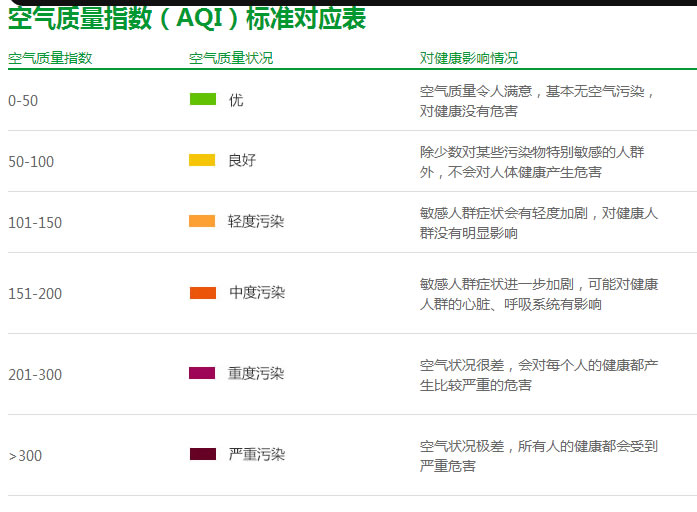 空气质量指数（AQI）标准对应表
空气质量指数 空气质量状况 对健康影响情况
0-50 优 空气质量令人满意，基本无空气污染，
对健康没有危害
50-100 良好 除少数对某些污染物特别敏感的人群
外，不会对人体健康产生危害
101-150 轻度污染 敏感人群症状会有轻度加剧，对健康人
群没有明显影响
151-200 中度污染 敏感人群症状进一步加剧，可能对健康
人群的心脏、呼吸系统有影响
201-300 重度污染 空气状况很差，会对每个人的健康都产
生比较严重的危害
>300 严重污染 空气状况极差，所有人的健康都会受到
严重危害